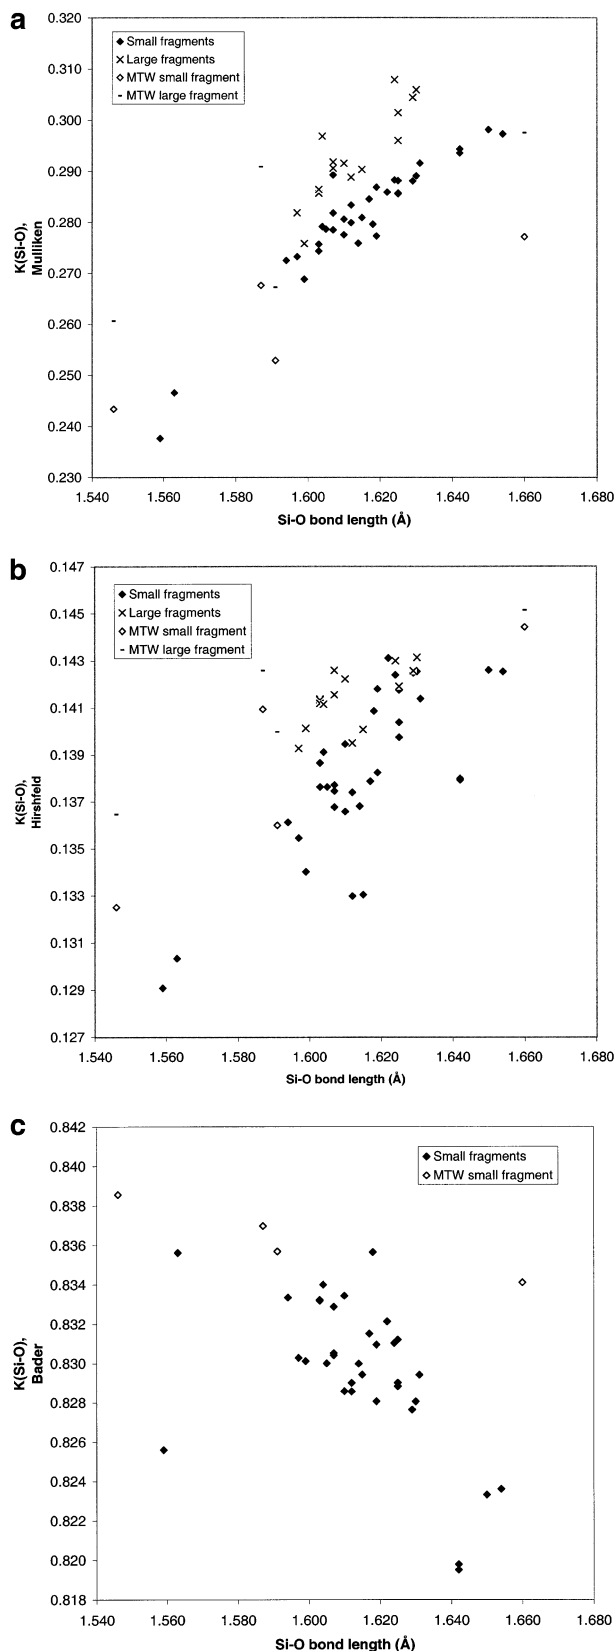 a
0.320
0.310
0.300
0.290
0.280
0.270
0.260
0.250
0.240
0.230
K(Si-O),
Mulliken
Small fragments
Large fragments
MTW small fragment
MTW large fragment
1.540 1.560 1.580 1.600 1.620 1.640 1.660 1.680
Si-O bond length (Å)
b
0.147
0.145
0.143
0.141
0.139
0.137
0.135
0.133
0.131
0.129
0.127
K(Si-O),
Hirshfeld
Small fragments
Large fragments
MTW small fragment
MTW large fragment
1.540 1.560 1.580 1.600 1.620 1.640 1.660 1.680
Si-O bond length (Å)
c
0.842
0.840
0.838
0.836
0.834
0.832
0.830
0.828
0.826
0.824
0.822
0.820
0.818
K(Si-O),
Bader
Small fragments
MTW small fragment
1.540 1.560 1.580 1.600 1.620 1.640 1.660 1.680
Si-O bond length (Å)